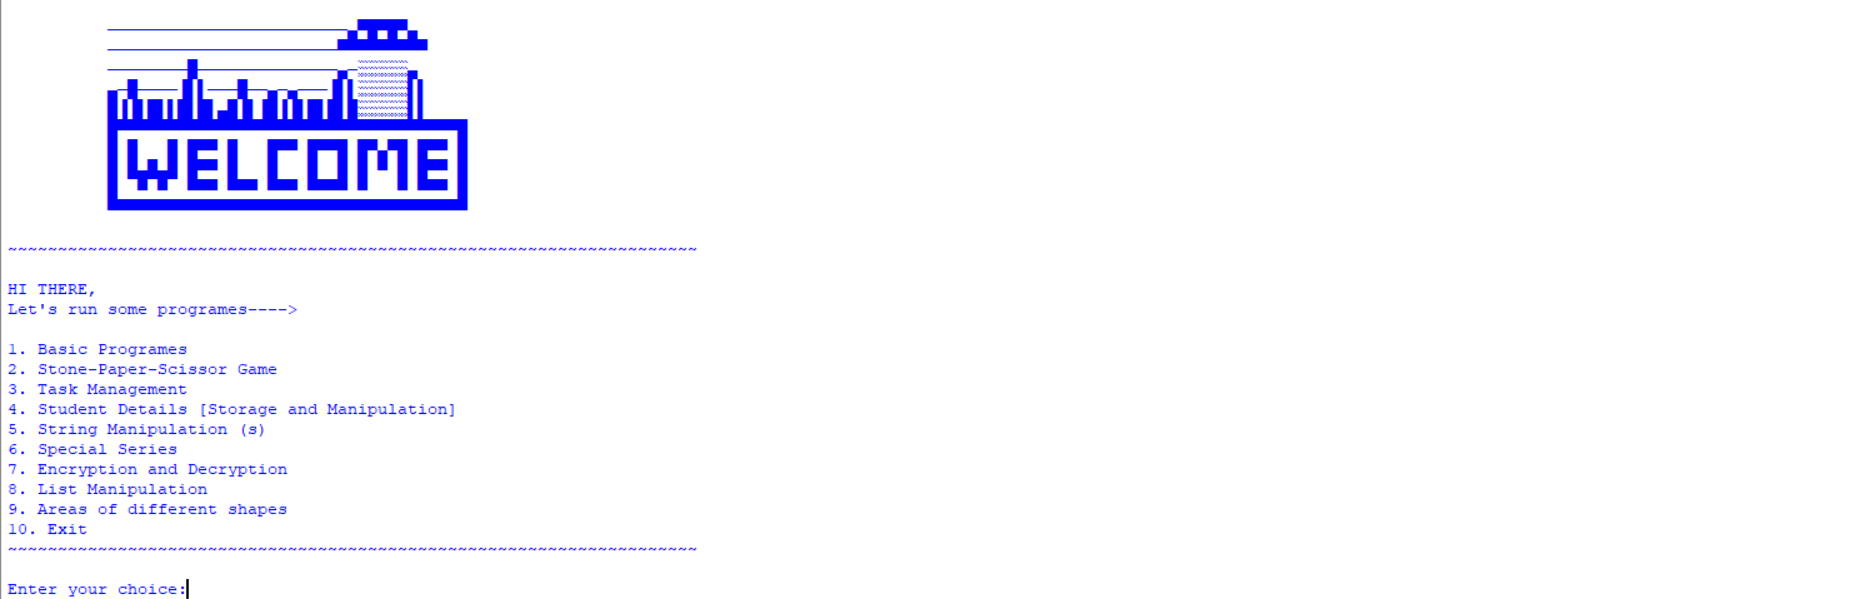 WELCOME
~~~~~~~~~~~~~~~~~~~~~~~~~~~~~~~~~~~~~~~~~~~~~~~~~~~~~~~~~~~~~~~~~~~~~
HI THERE,
Let's run some programes---->
1. Basic Programes
2. Stone-Paper-Scissor Game
3. Task Management
4. Student Details [Storage and Manipulation]
5. String Manipulation (s)
6. Special Series
7. Encryption and Decryption
8. List Manipulation
9. Areas of different shapes
10. Exit
~~~~~~~~~~~~~~~~~~~~~~~~~~~~~~~~~~~~~~~~~~~~~~~~~~~~~~~~~~~~~~~~~~~~~
Enter your choice: